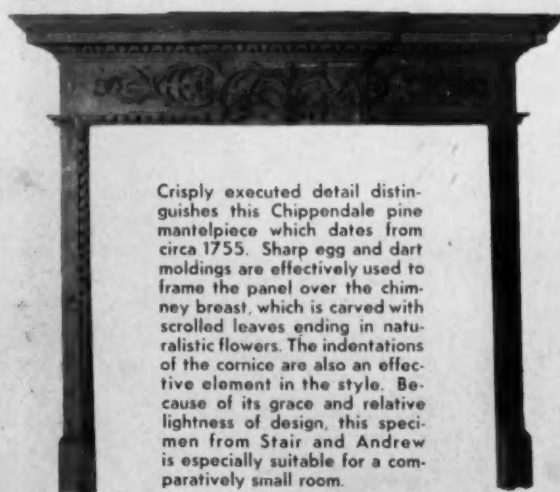 Crisply executed detail distin-
guishes this Chippendale pine
mantelpiece which dates from
circa 1755. Sharp egg and dart
moldings are effectively used to
frame the panel over the chim-
ney breast, which is carved with
scrolled leaves ending in natu-
ralistic flowers. The indentations
of the cornice are also an effec-
tive element in the style. Be-
cause of its grace and relative
lightness of design, this speci-
men from Stair and Andrew
is especially suitable for a com-
paratively small room.